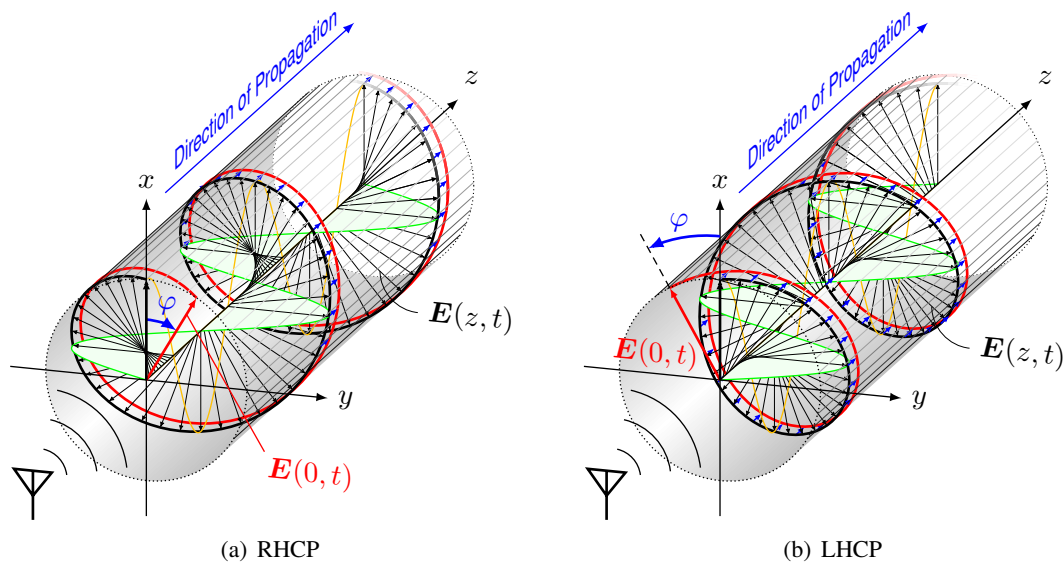 Direction of Propagation
z
x
φ
y
E(z, t)
E(0, t)
(a) RHCP
Direction of Propagation
z
x
φ
E(0, t)
y
E(z, t)
(b) LHCP